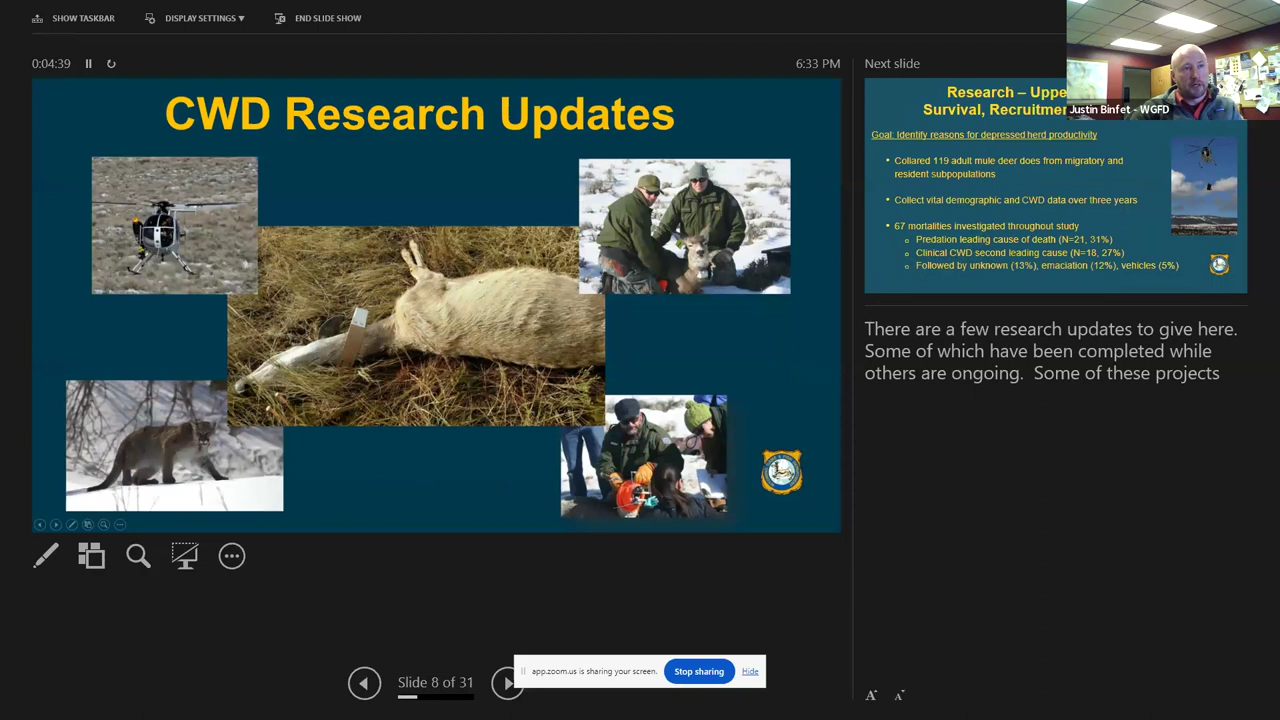 SHOW TASKBAR
DISPLAY SETTINGS ▼
END SLIDE SHOW
0:04:39
6:33 PM
CWD Research Updates
Next slide
Justin Binfet - WGFD
Research – Uppe
Survival, Recruitme
Goal: Identify reasons for depressed herd productivity
• Collared 119 adult mule deer does from migratory and
resident subpopulations
• Collect vital demographic and CWD data over three years
• 67 mortalities investigated throughout study
o Predation leading cause of death (N=21, 31%)
o Clinical CWD second leading cause (N=18, 27%)
o Followed by unknown (13%), emaciation (12%), vehicles (5%)
There are a few research updates to give here.
Some of which have been completed while
others are ongoing. Some of these projects
Slide 8 of 31
app.zoom.us is sharing your screen.
Stop sharing
Hide
A
A